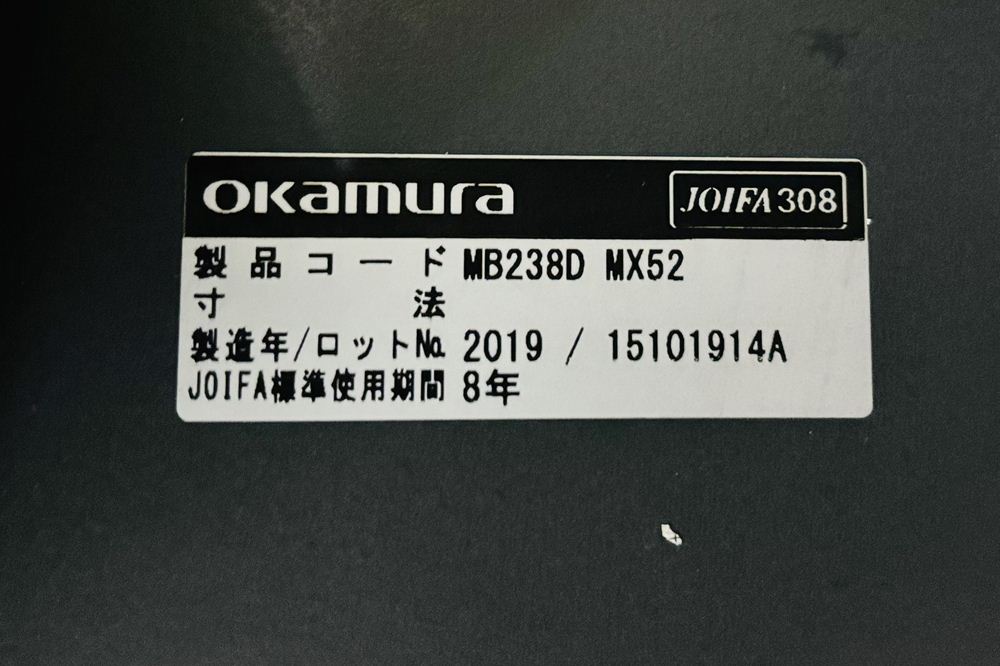 okamura JOIFA308
製品コード MB238D MX52
寸法
製造年/ロットNo. 2019 / 15101914A
JOIFA標準使用期間 8年